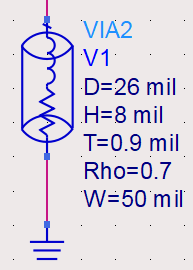 VIA2
V1
D=26 mil
H=8 mil
T=0.9 mil
Rho=0.7
W=50 mil